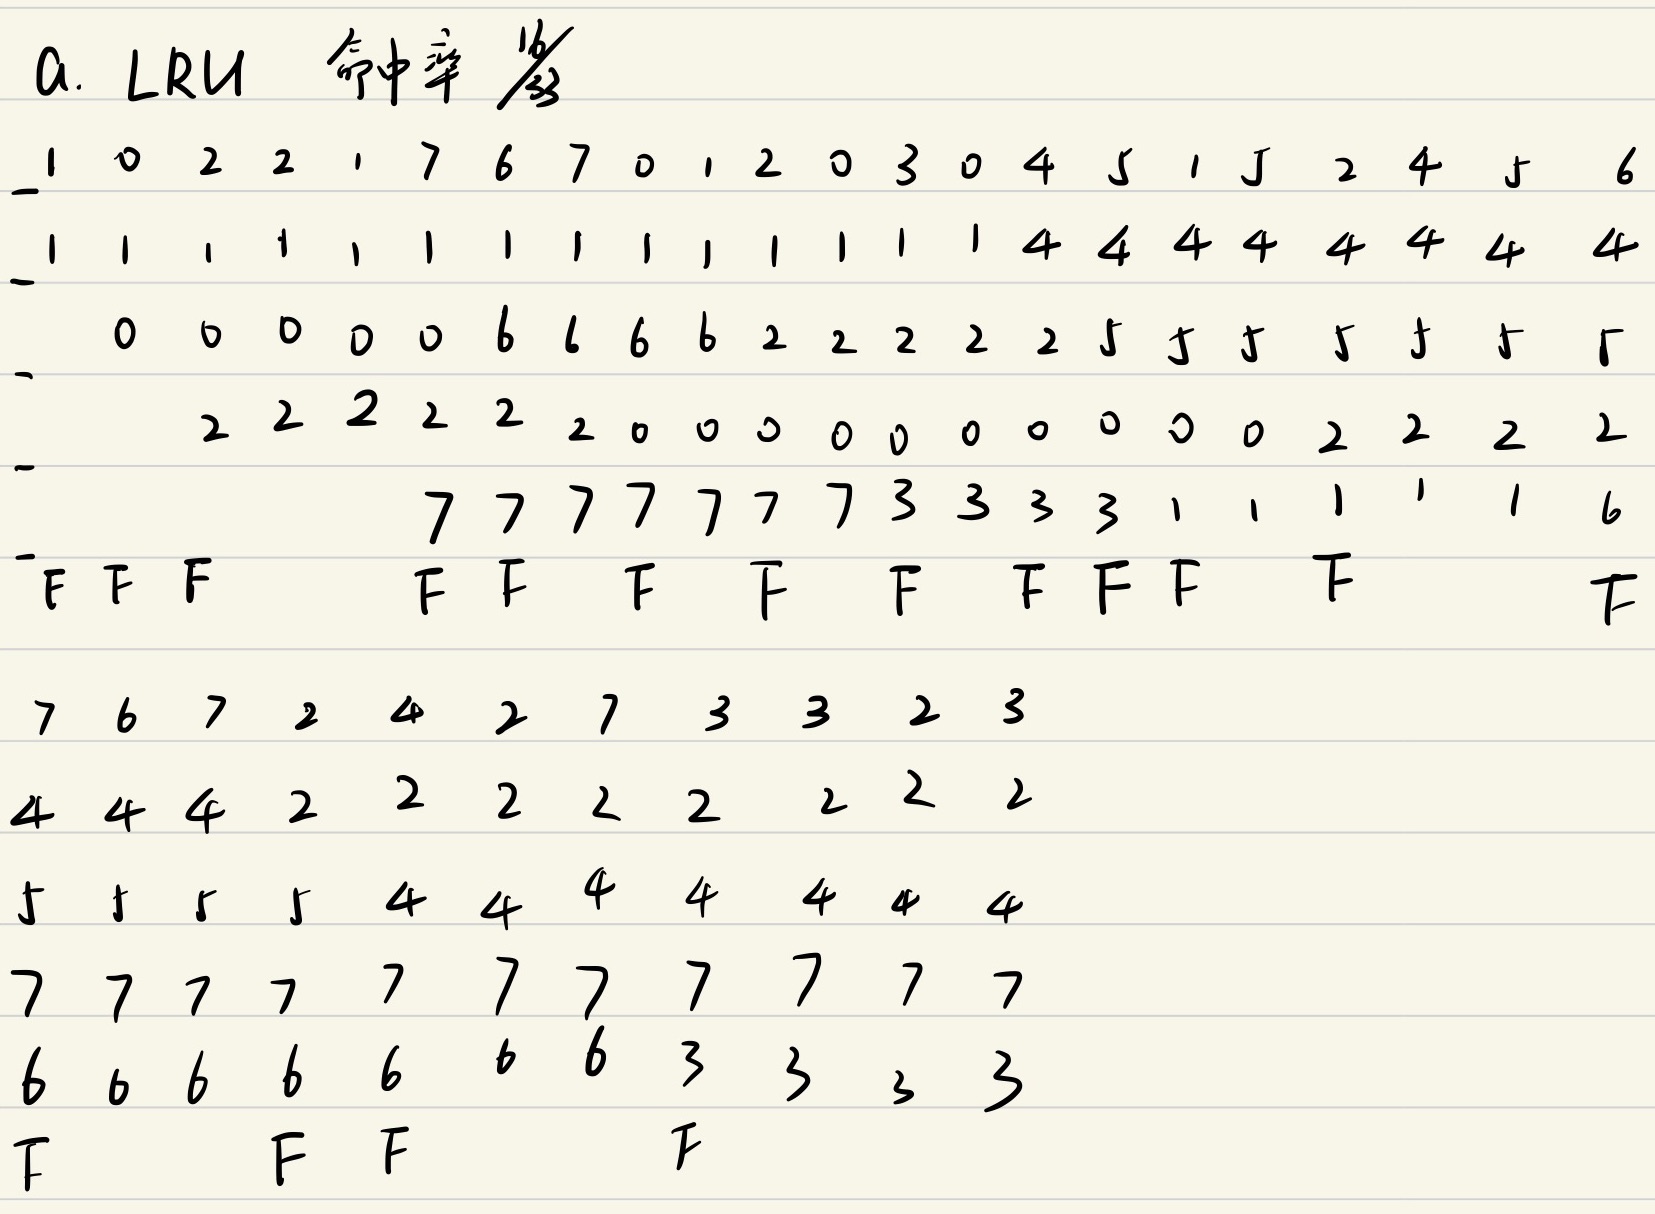 a. LRU 命中率 16/33
1 0 2 2 1 7 6 7 0 1 2 0 3 0 4 5 1 5 2 4 5 6
1 1 1 1 1 1 1 1 1 1 1 1 1 1 4 4 4 4 4 4 4 4
0 0 0 0 0 6 6 6 6 2 2 2 2 2 5 5 5 5 5 5 5
2 2 2 2 2 2 0 0 0 0 0 0 0 0 0 0 2 2 2 2
7 7 7 7 7 7 7 3 3 3 3 1 1 1 1 1 6
F F F F F F F F F F F F F
7 6 7 2 4 2 7 3 3 2 3
4 4 4 2 2 2 2 2 2 2 2
5 5 5 5 4 4 4 4 4 4 4
7 7 7 7 7 7 7 7 7 7 7
6 6 6 6 6 6 6 3 3 3 3
F F F F